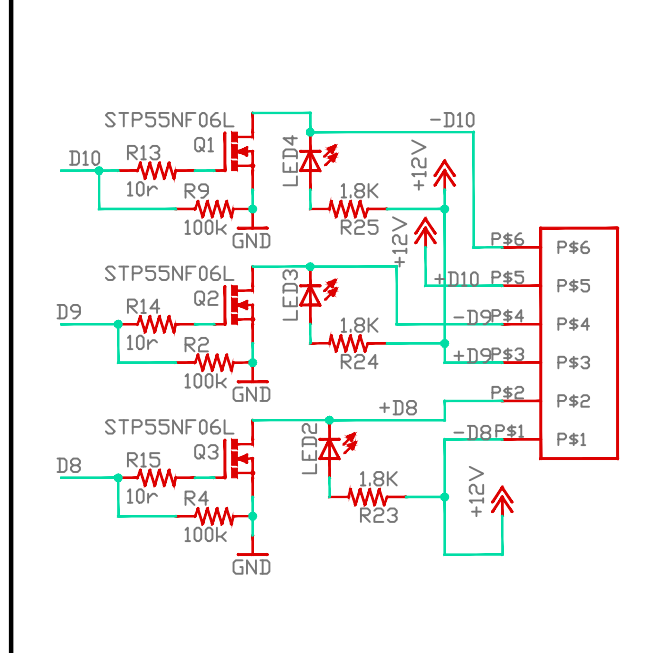 STP55NF06L
-D10
Q1
LED4
D10
R13
+12V
10r
R9
1.8K
100k
R25
GND
+12V
P$6
P$6
STP55NF06L
LED3
+D10
P$5
P$5
Q2
D9
R14
-D9
P$4
P$4
1.8K
10r
R2
R24
+D9
P$3
P$3
100k
GND
P$2
P$2
+D8
STP55NF06L
LED2
-D8
P$1
P$1
Q3
D8
R15
1.8K
+12V
10r
R4
R23
100k
GND